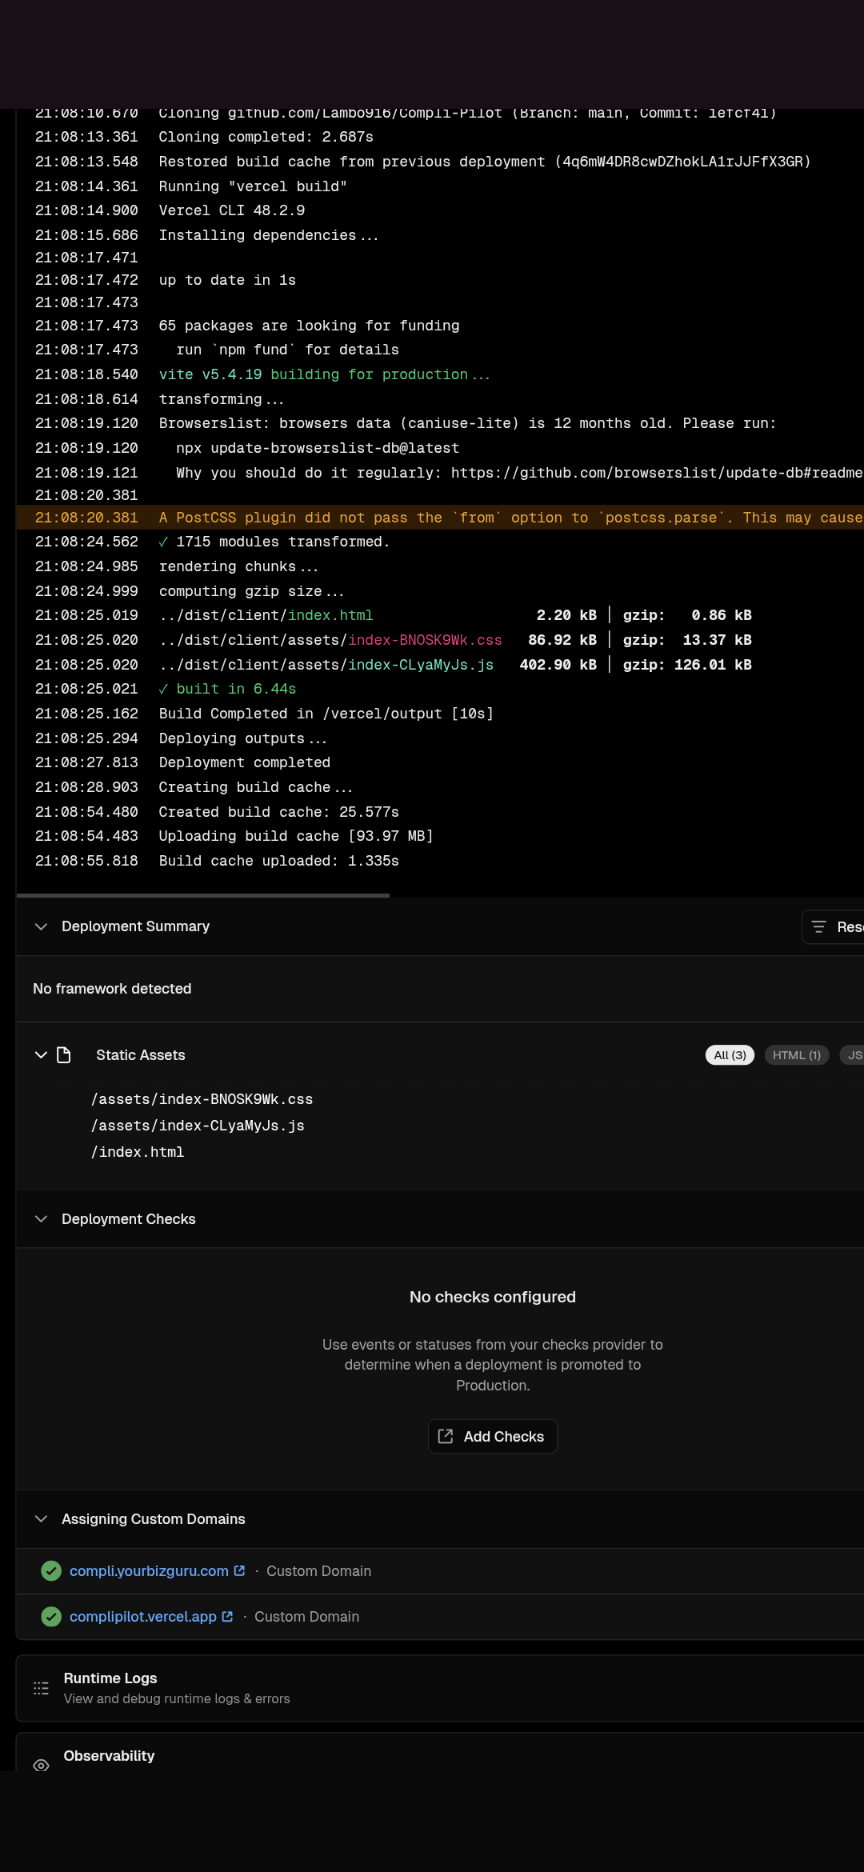 21:08:10.670 Cloning github.com/Lambo916/Compli-Pilot (Branch: main, Commit: 1efcf41)
21:08:13.361 Cloning completed: 2.687s
21:08:13.548 Restored build cache from previous deployment (4q6mW4DR8cwDZhokLA1rJJFfX3GR)
21:08:14.361 Running "vercel build"
21:08:14.900 Vercel CLI 48.2.9
21:08:15.686 Installing dependencies...
21:08:17.471
21:08:17.472 up to date in 1s
21:08:17.473
21:08:17.473 65 packages are looking for funding
21:08:17.473 run `npm fund` for details
21:08:18.540 vite v5.4.19 building for production...
21:08:18.614 transforming...
21:08:19.120 Browserslist: browsers data (caniuse-lite) is 12 months old. Please run:
21:08:19.120 npx update-browserslist-db@latest
21:08:19.121 Why you should do it regularly: https://github.com/browserslist/update-db#readme
21:08:20.381
21:08:20.381 A PostCSS plugin did not pass the `from` option to `postcss.parse`. This may cause
21:08:24.562 ✓ 1715 modules transformed.
21:08:24.985 rendering chunks...
21:08:24.999 computing gzip size...
21:08:25.019 ../dist/client/index.html 2.20 kB │ gzip: 0.86 kB
21:08:25.020 ../dist/client/assets/index-BNOSK9Wk.css 86.92 kB │ gzip: 13.37 kB
21:08:25.020 ../dist/client/assets/index-CLyaMyJs.js 402.90 kB │ gzip: 126.01 kB
21:08:25.021 ✓ built in 6.44s
21:08:25.162 Build Completed in /vercel/output [10s]
21:08:25.294 Deploying outputs...
21:08:27.813 Deployment completed
21:08:28.903 Creating build cache...
21:08:54.480 Created build cache: 25.577s
21:08:54.483 Uploading build cache [93.97 MB]
21:08:55.818 Build cache uploaded: 1.335s
Deployment Summary
Reso
No framework detected
Static Assets
All (3) HTML (1) JS
/assets/index-BNOSK9Wk.css
/assets/index-CLyaMyJs.js
/index.html
Deployment Checks
No checks configured
Use events or statuses from your checks provider to
determine when a deployment is promoted to
Production.
Add Checks
Assigning Custom Domains
compli.yourbizguru.com · Custom Domain
complipilot.vercel.app · Custom Domain
Runtime Logs
View and debug runtime logs & errors
Observability